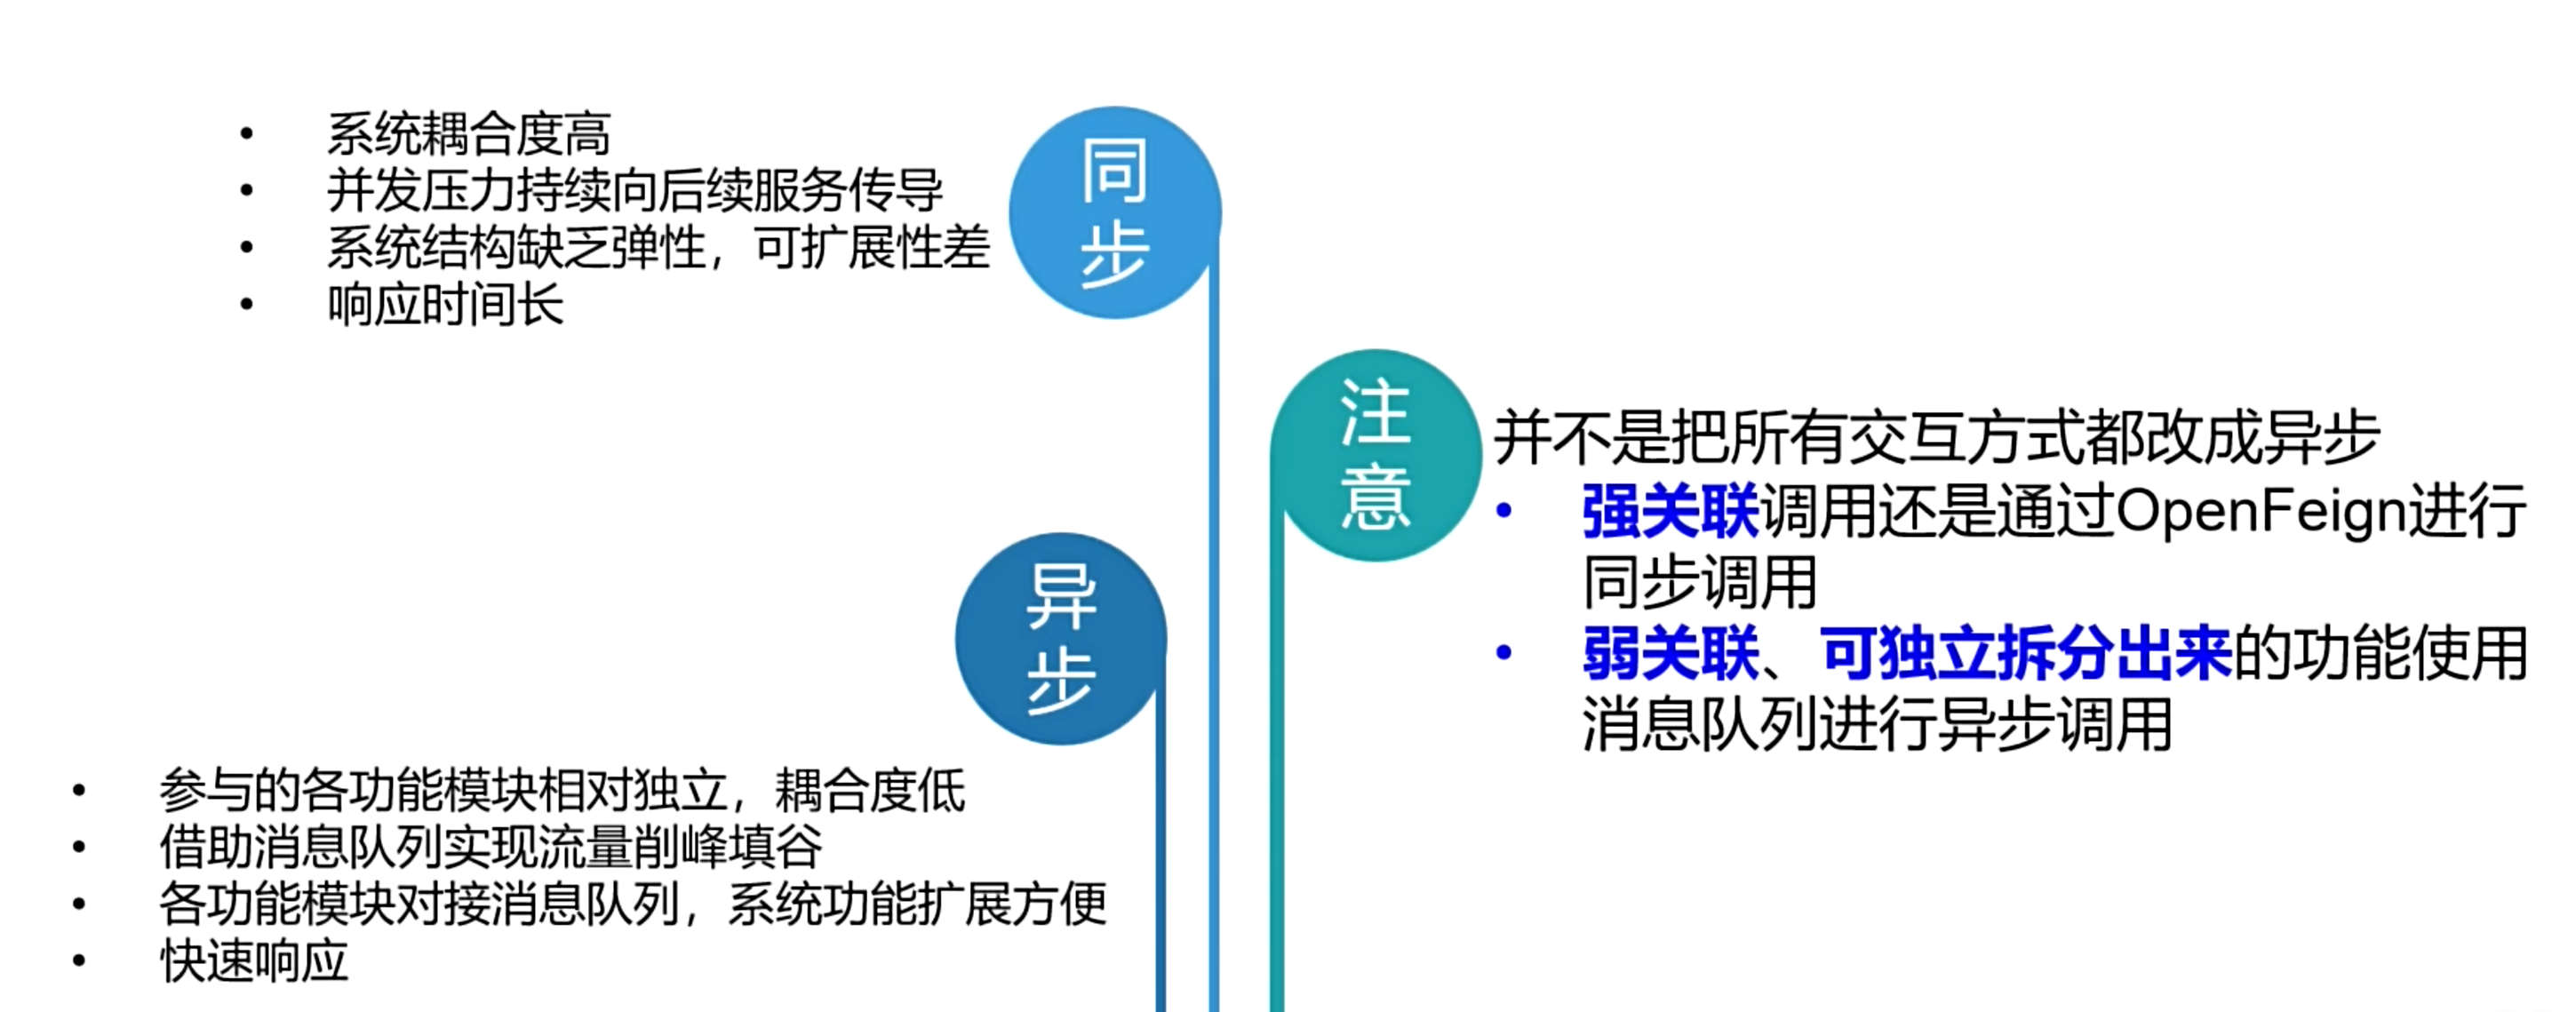 同步
• 系统耦合度高
• 并发压力持续向后续服务传导
• 系统结构缺乏弹性，可扩展性差
• 响应时间长
注意
并不是把所有交互方式都改成异步
• 强关联调用还是通过OpenFeign进行
同步调用
• 弱关联、可独立拆分出来的功能使用
消息队列进行异步调用
异步
• 参与的各功能模块相对独立，耦合度低
• 借助消息队列实现流量削峰填谷
• 各功能模块对接消息队列，系统功能扩展方便
• 快速响应